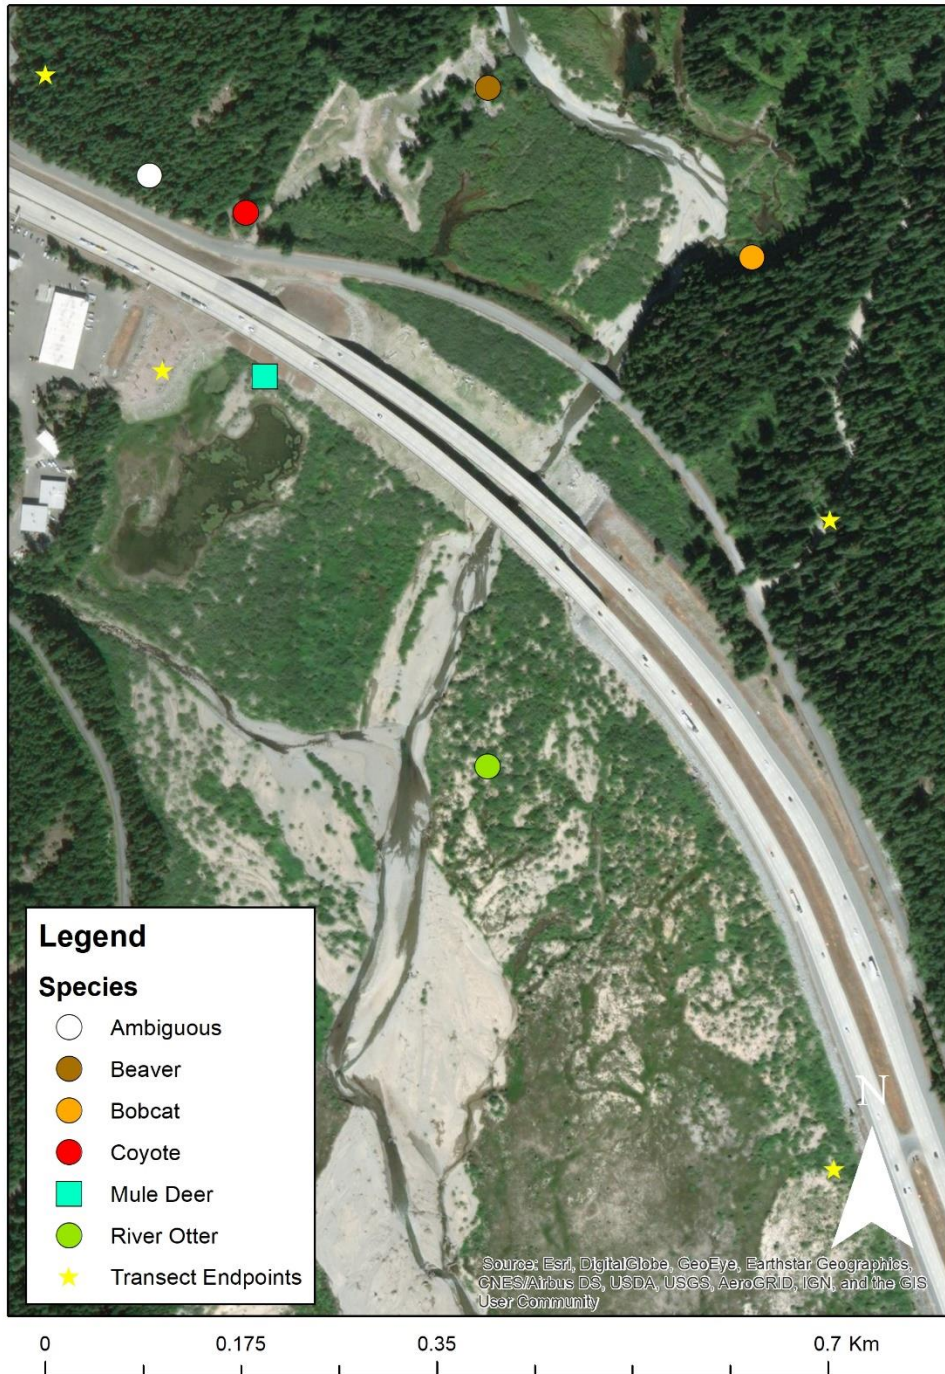 Legend
Species
Ambiguous
Beaver
Bobcat
Coyote
Mule Deer
River Otter
Transect Endpoints
N
Source: Esri, DigitalGlobe, GeoEye, Earthstar Geographics,
CNES/Airbus DS, USDA, USGS, AeroGRID, IGN, and the GIS
User Community
0 0.175 0.35 0.7 Km